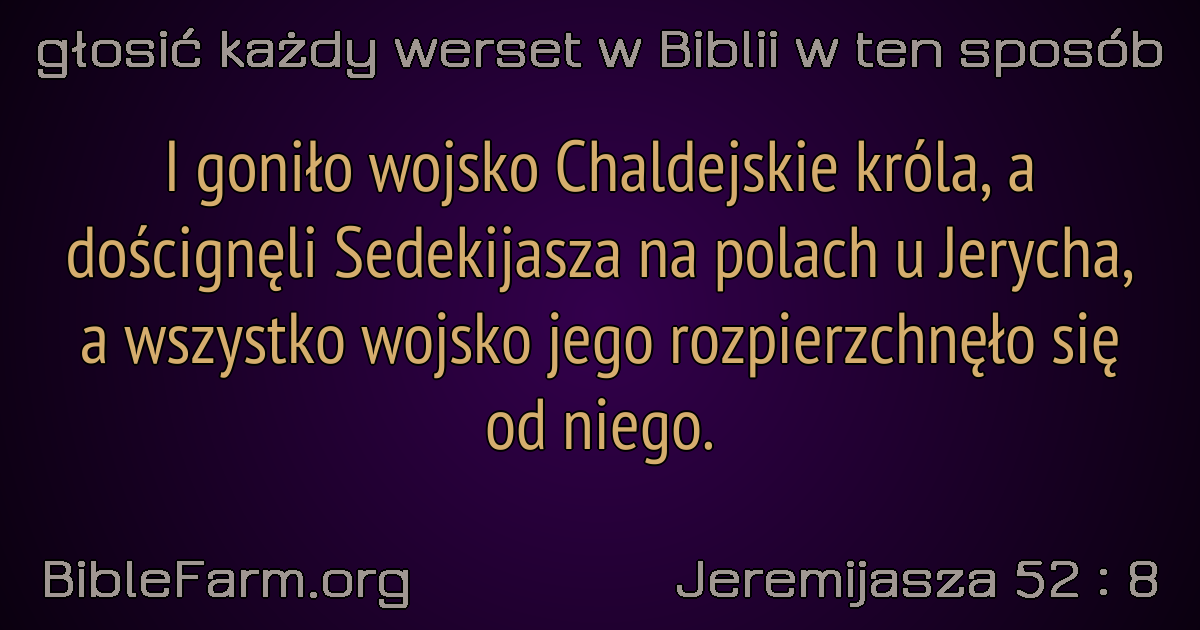 głosić każdy werset w Biblii w ten sposób
I goniło wojsko Chaldejskie króla, a
doścignęli Sedekijasza na polach u Jerycha,
a wszystko wojsko jego rozpierzchnęło się
od niego.
BibleFarm.org
Jeremijasza 52 : 8